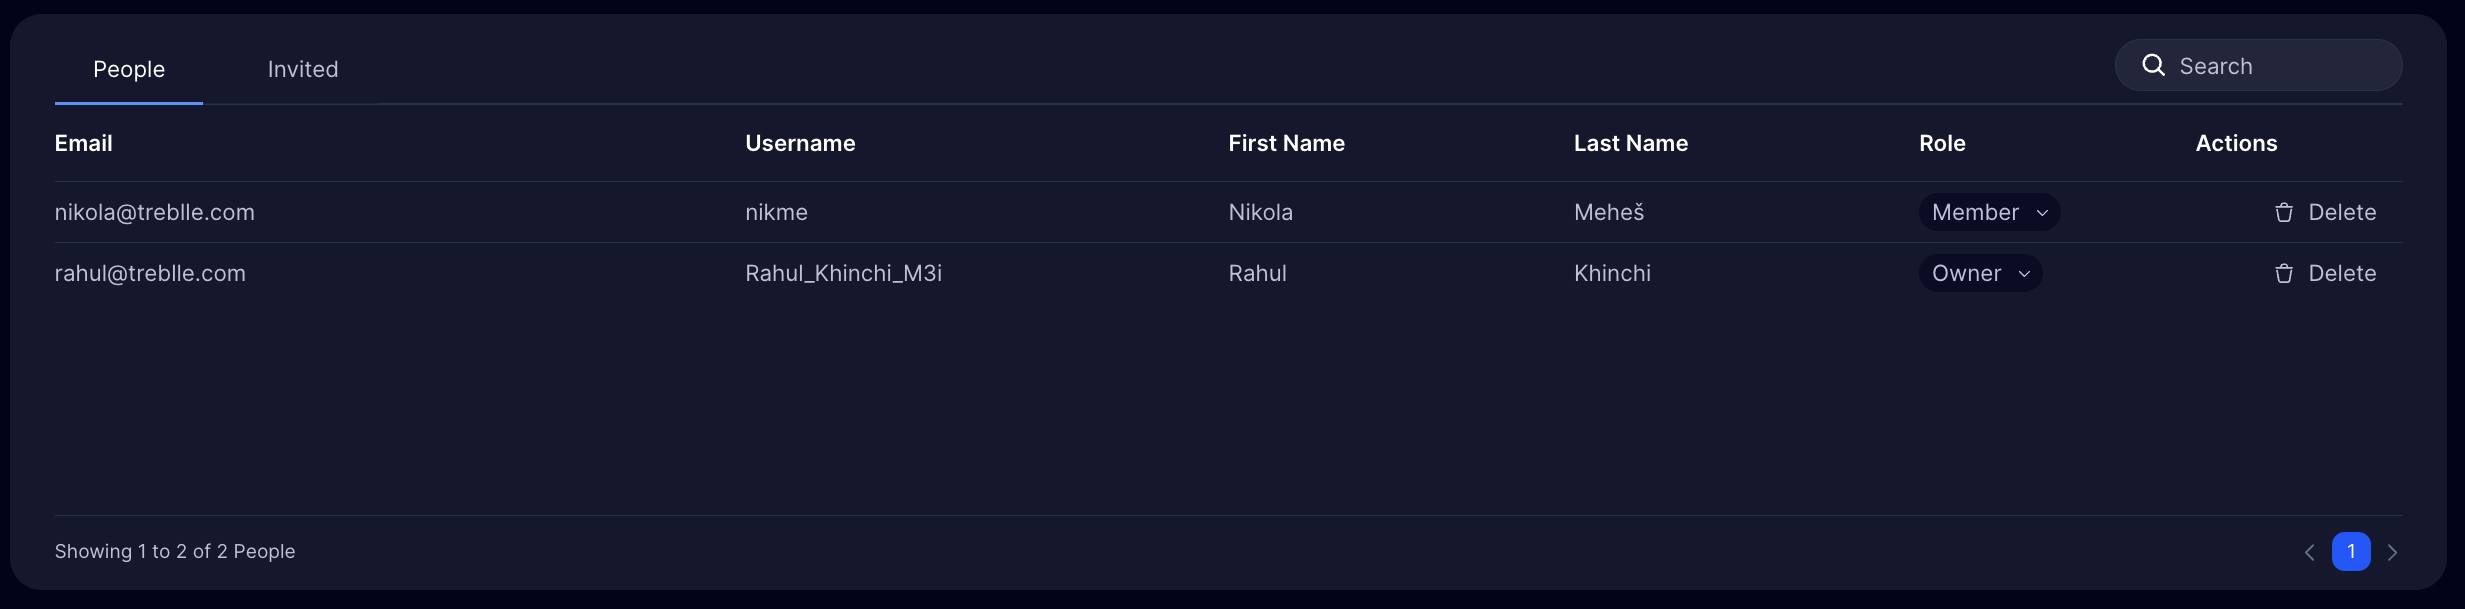 People Invited Search
Email Username First Name Last Name Role Actions
nikola@treblle.com nikme Nikola Meheš Member Delete
rahul@treblle.com Rahul_Khinchi_M3i Rahul Khinchi Owner Delete
Showing 1 to 2 of 2 People 1